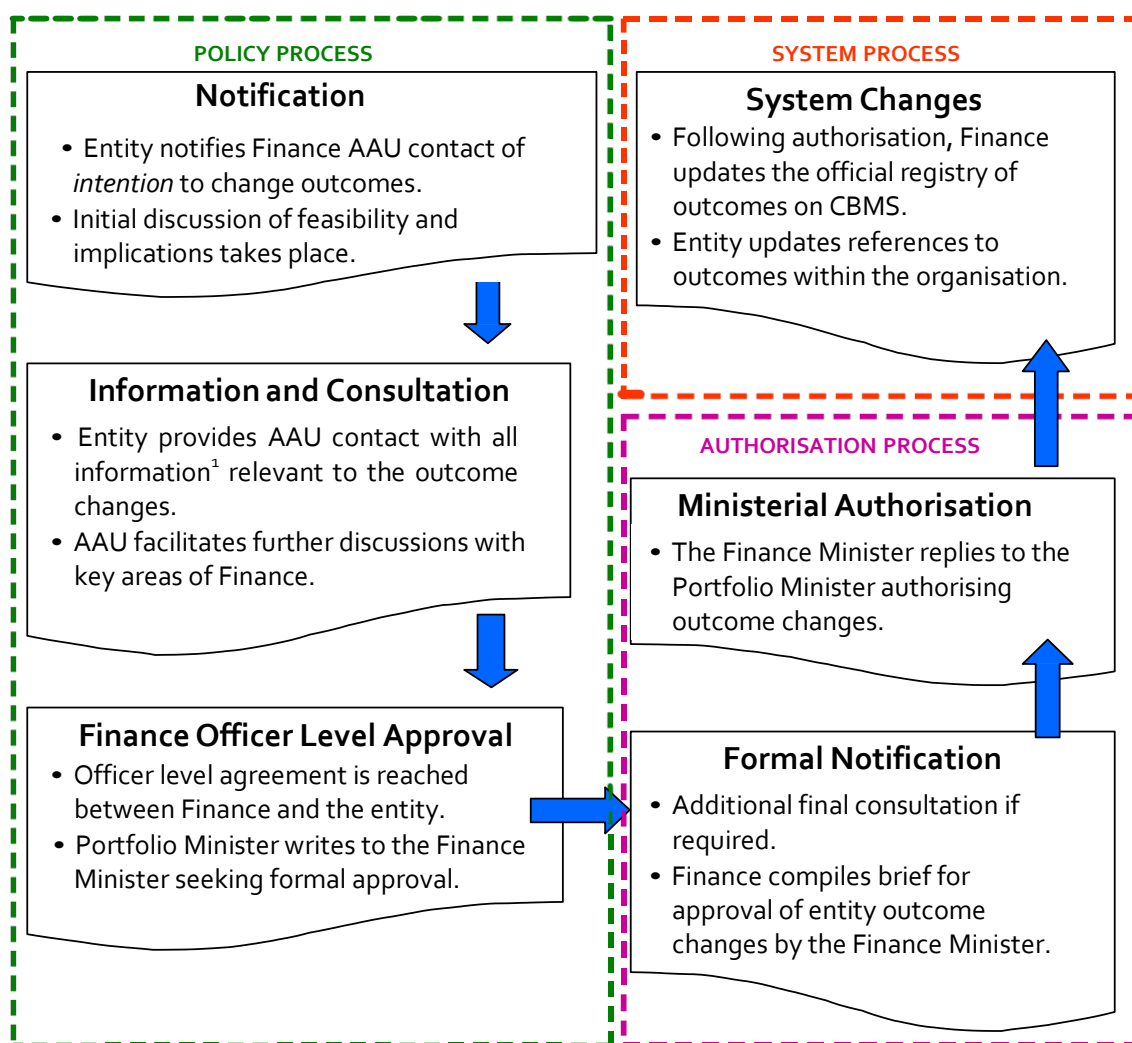 POLICY PROCESS
Notification
• Entity notifies Finance AAU contact of
intention to change outcomes.
• Initial discussion of feasibility and
implications takes place.
Information and Consultation
• Entity provides AAU contact with all
information¹ relevant to the outcome
changes.
• AAU facilitates further discussions with
key areas of Finance.
Finance Officer Level Approval
• Officer level agreement is reached
between Finance and the entity.
• Portfolio Minister writes to the Finance
Minister seeking formal approval.
SYSTEM PROCESS
System Changes
• Following authorisation, Finance
updates the official registry of
outcomes on CBMS.
• Entity updates references to
outcomes within the organisation.
AUTHORISATION PROCESS
Ministerial Authorisation
• The Finance Minister replies to the
Portfolio Minister authorising
outcome changes.
Formal Notification
• Additional final consultation if
required.
• Finance compiles brief for
approval of entity outcome
changes by the Finance Minister.